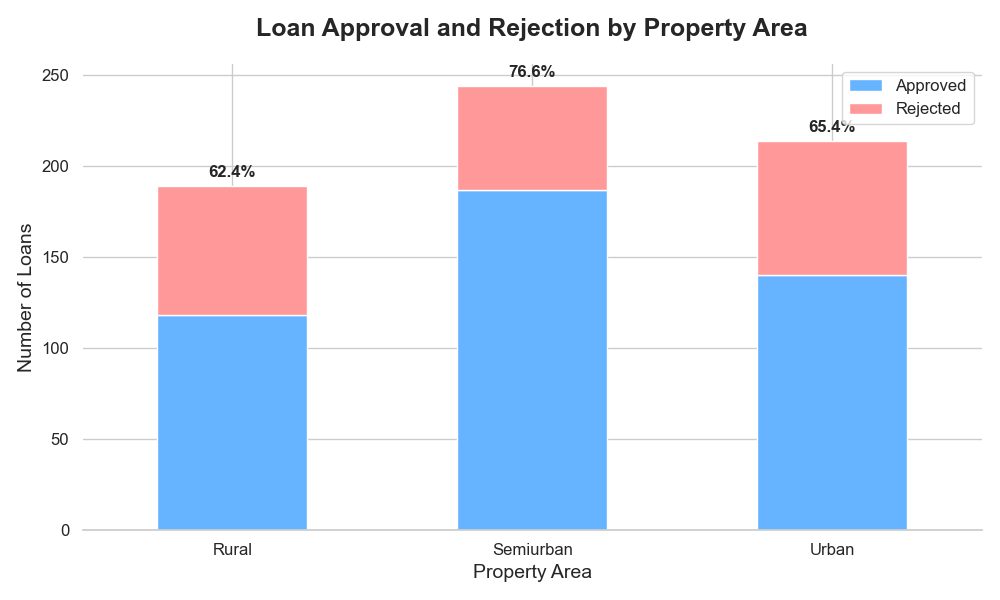 Loan Approval and Rejection by Property Area
Number of Loans
250
200
150
100
50
0
62.4%
76.6%
65.4%
Approved
Rejected
Rural
Semiurban
Urban
Property Area